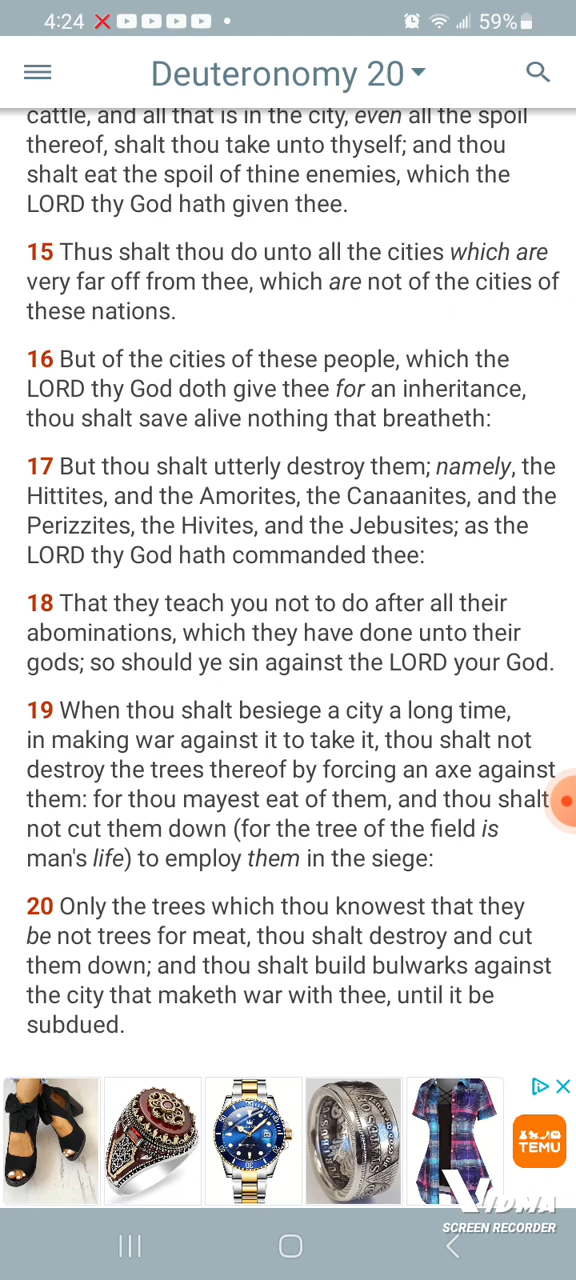 4:24
59%
Deuteronomy 20
cattle, and all that is in the city, even all the spoil
thereof, shalt thou take unto thyself; and thou
shalt eat the spoil of thine enemies, which the
LORD thy God hath given thee.
15 Thus shalt thou do unto all the cities which are
very far off from thee, which are not of the cities of
these nations.
16 But of the cities of these people, which the
LORD thy God doth give thee for an inheritance,
thou shalt save alive nothing that breatheth:
17 But thou shalt utterly destroy them; namely, the
Hittites, and the Amorites, the Canaanites, and the
Perizzites, the Hivites, and the Jebusites; as the
LORD thy God hath commanded thee:
18 That they teach you not to do after all their
abominations, which they have done unto their
gods; so should ye sin against the LORD your God.
19 When thou shalt besiege a city a long time,
in making war against it to take it, thou shalt not
destroy the trees thereof by forcing an axe against
them: for thou mayest eat of them, and thou shalt
not cut them down (for the tree of the field is
man's life) to employ them in the siege:
20 Only the trees which thou knowest that they
be not trees for meat, thou shalt destroy and cut
them down; and thou shalt build bulwarks against
the city that maketh war with thee, until it be
subdued.
TEMU
VIDMA
SCREEN RECORDER